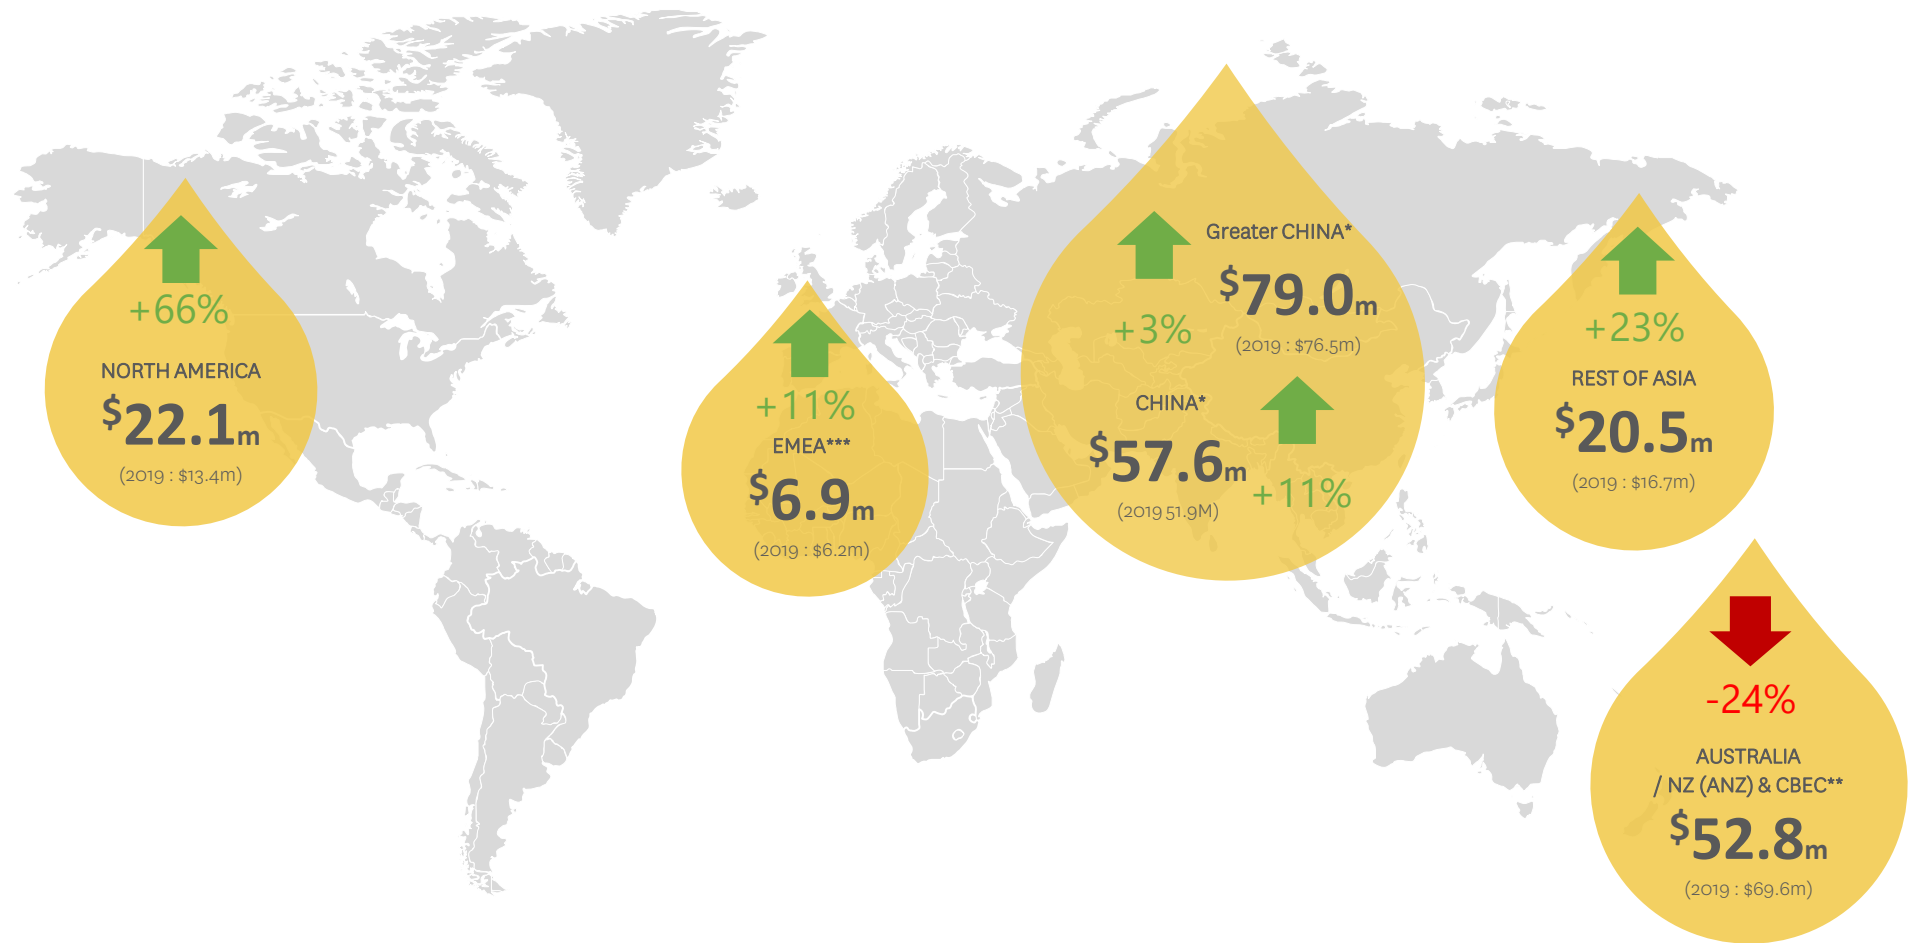 +66%
NORTH AMERICA
$22.1m
(2019 : $13.4m)
+11%
EMEA***
$6.9m
(2019 : $6.2m)
Greater CHINA*
$79.0m
+3%
(2019 : $76.5m)
CHINA*
$57.6m
+11%
(2019 51.9M)
+23%
REST OF ASIA
$20.5m
(2019 : $16.7m)
-24%
AUSTRALIA
/ NZ (ANZ) & CBEC**
$52.8m
(2019 : $69.6m)